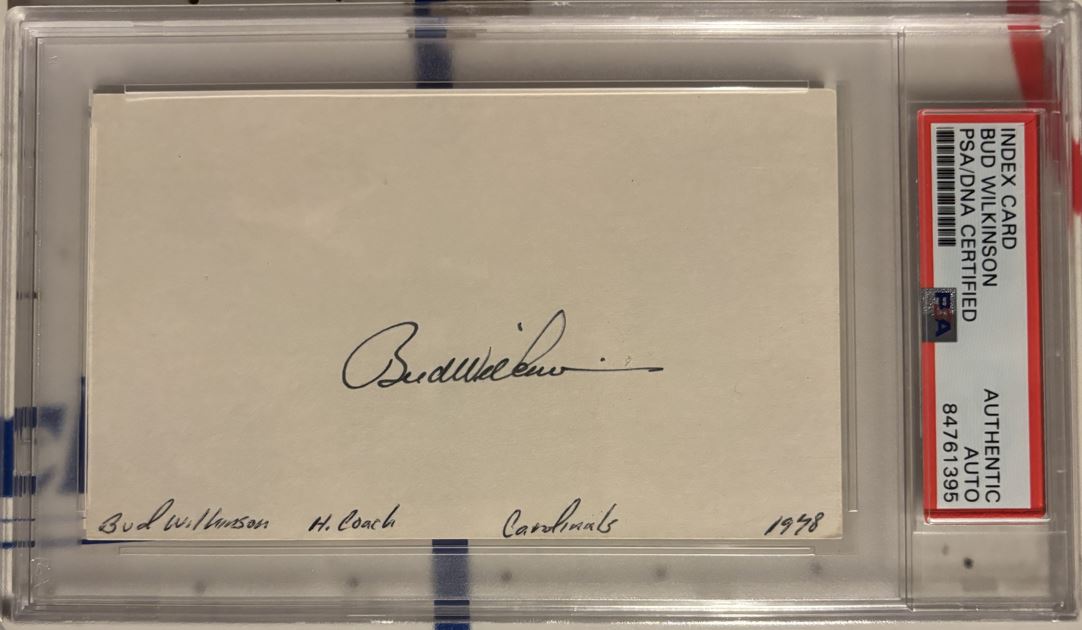 Bud Wilkinson
Bud Wilkinson H. Coach Cardinals 1978
INDEX CARD
BUD WILKINSON
PSA/DNA CERTIFIED
AUTHENTIC
AUTO
84761395
PSA